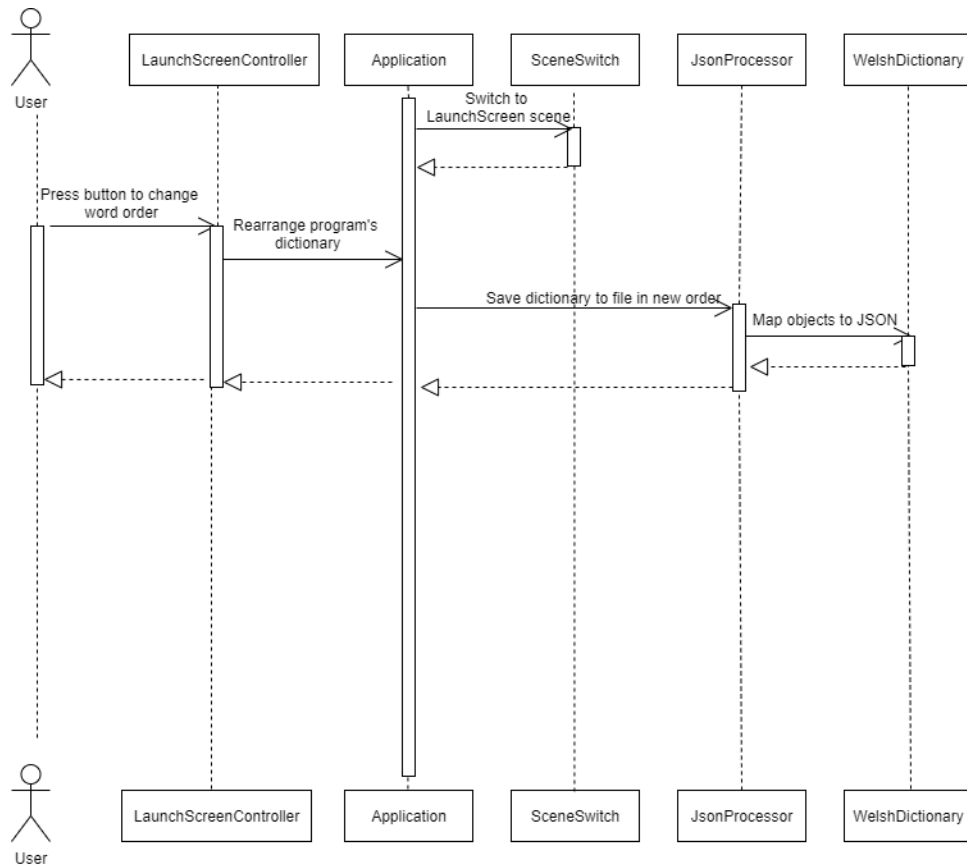 User
LaunchScreenController
Application
SceneSwitch
JsonProcessor
WelshDictionary
Switch to
LaunchScreen scene
Press button to change
word order
Rearrange program's
dictionary
Save dictionary to file in new order
Map objects to JSON
User
LaunchScreenController
Application
SceneSwitch
JsonProcessor
WelshDictionary